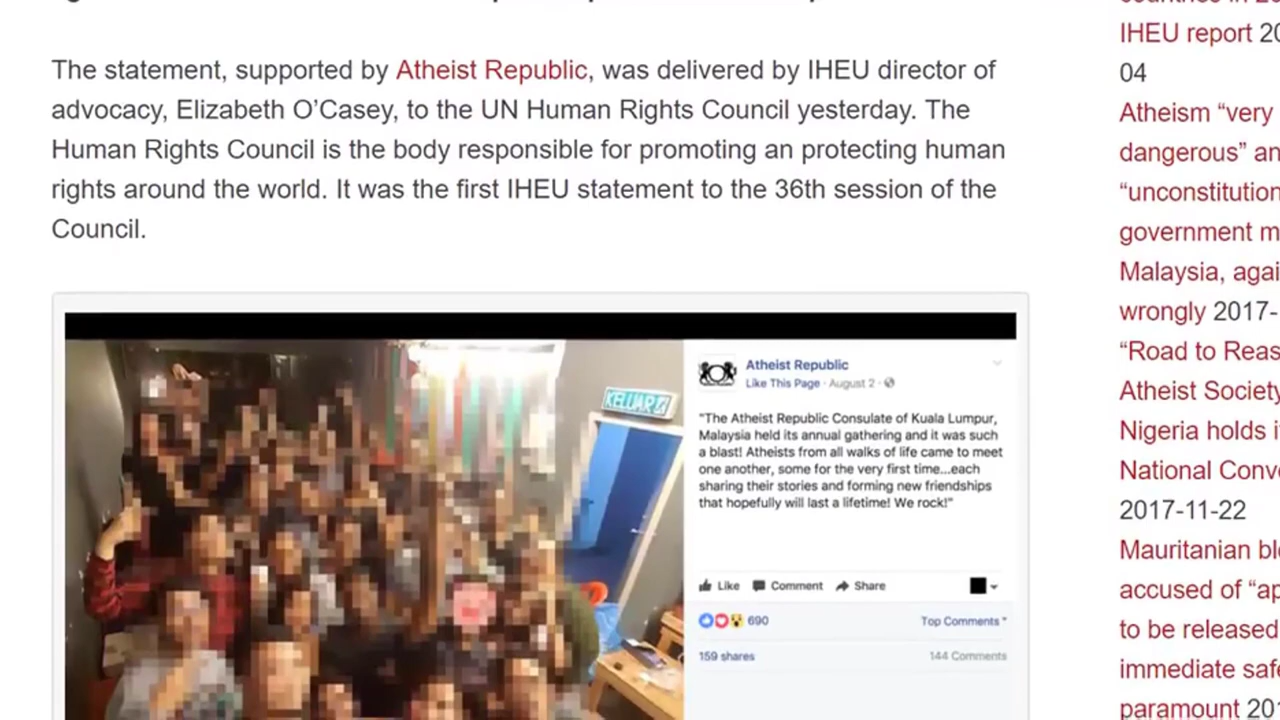 The statement, supported by Atheist Republic, was delivered by IHEU director of
advocacy, Elizabeth O’Casey, to the UN Human Rights Council yesterday. The
Human Rights Council is the body responsible for promoting an protecting human
rights around the world. It was the first IHEU statement to the 36th session of the
Council.
KELUAR
Atheist Republic
Like This Page · August 2 ·
"The Atheist Republic Consulate of Kuala Lumpur,
Malaysia held its annual gathering and it was such
a blast! Atheists from all walks of life came to meet
one another, some for the very first time...each
sharing their stories and forming new friendships
that hopefully will last a lifetime! We rock!"
Like Comment Share
690 Top Comments
159 shares 144 Comments
IHEU report 20
04
Atheism “very
dangerous” an
“unconstitution
government m
Malaysia, agai
wrongly 2017-
“Road to Reas
Atheist Society
Nigeria holds i
National Conv
2017-11-22
Mauritanian bl
accused of “ap
to be released
immediate safe
paramount 201